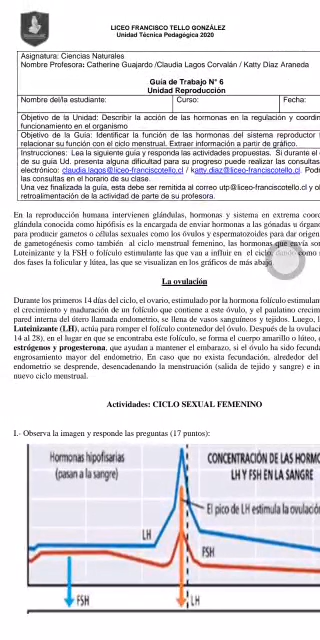 LICEO FRANCISCO TELLO GONZÁLEZ
Unidad Técnica Pedagógica 2020
Asignatura: Ciencias Naturales
Nombre Profesora: Catherine Guajardo /Claudia Lagos Corvalán / Katty Diaz Araneda
Guía de Trabajo N° 6
Unidad Reproducción
Nombre del/la estudiante: Curso: Fecha:
Objetivo de la Unidad: Describir la acción de las hormonas en la regulación y coordin
funcionamiento en el organismo
Objetivo de la Guía: Identificar la función de las hormonas del sistema reproductor
relacionar su función con el ciclo menstrual. Extraer información a partir de gráfico.
Instrucciones: Lea la siguiente guía y responda las actividades propuestas. Si durante el
de su guía Ud. presenta alguna dificultad para su progreso puede realizar las consultas
electrónico: claudia.lagos@liceo-franciscotello.cl / katty.diaz@liceo-franciscotello.cl. Pod
las consultas en el horario de su clase.
Una vez finalizada la guía, esta debe ser remitida al correo utp@liceo-franciscotello.cl y o
retroalimentación de la actividad de parte de su profesora.
En la reproducción humana intervienen glándulas, hormonas y sistema en extrema coord
glándula conocida como hipófisis es la encargada de enviar hormonas a las gónadas u órgano
para producir gametos o células sexuales como los óvulos y espermatozoides para dar origen
de gametogénesis como también al ciclo menstrual femenino, las hormonas que envía son
Luteinizante y la FSH o folículo estimulante las que van a influir en el ciclo, dando como
dos fases la folicular y lútea, las que se visualizan en los gráficos de más abajo.
La ovulación
Durante los primeros 14 días del ciclo, el ovario, estimulado por la hormona folículo estimulan
el crecimiento y maduración de un folículo que contiene a este óvulo, y el paulatino crecim
pared interna del útero llamada endometrio, se llena de vasos sanguíneos y tejidos. Luego, l
Luteinizante (LH), actúa para romper el folículo contenedor del óvulo. Después de la ovulaci
14 al 28), en el lugar en que se encontraba este folículo, se forma el cuerpo amarillo o lúteo,
estrógenos y progesterona, que ayudan a mantener el embarazo, si el óvulo ha sido fecunda
engrosamiento mayor del endometrio. En caso que no exista fecundación, alrededor del
endometrio se desprende, desencadenando la menstruación (salida de tejido y sangre) e in
nuevo ciclo menstrual.
Actividades: CICLO SEXUAL FEMENINO
I.- Observa la imagen y responde las preguntas (17 puntos):
Hormonas hipofisarias
(pasan a la sangre)
CONCENTRACIÓN DE LAS HORMO
LH Y FSH EN LA SANGRE
El pico de LH estimula la ovulación
LH
FSH
FSH
LH